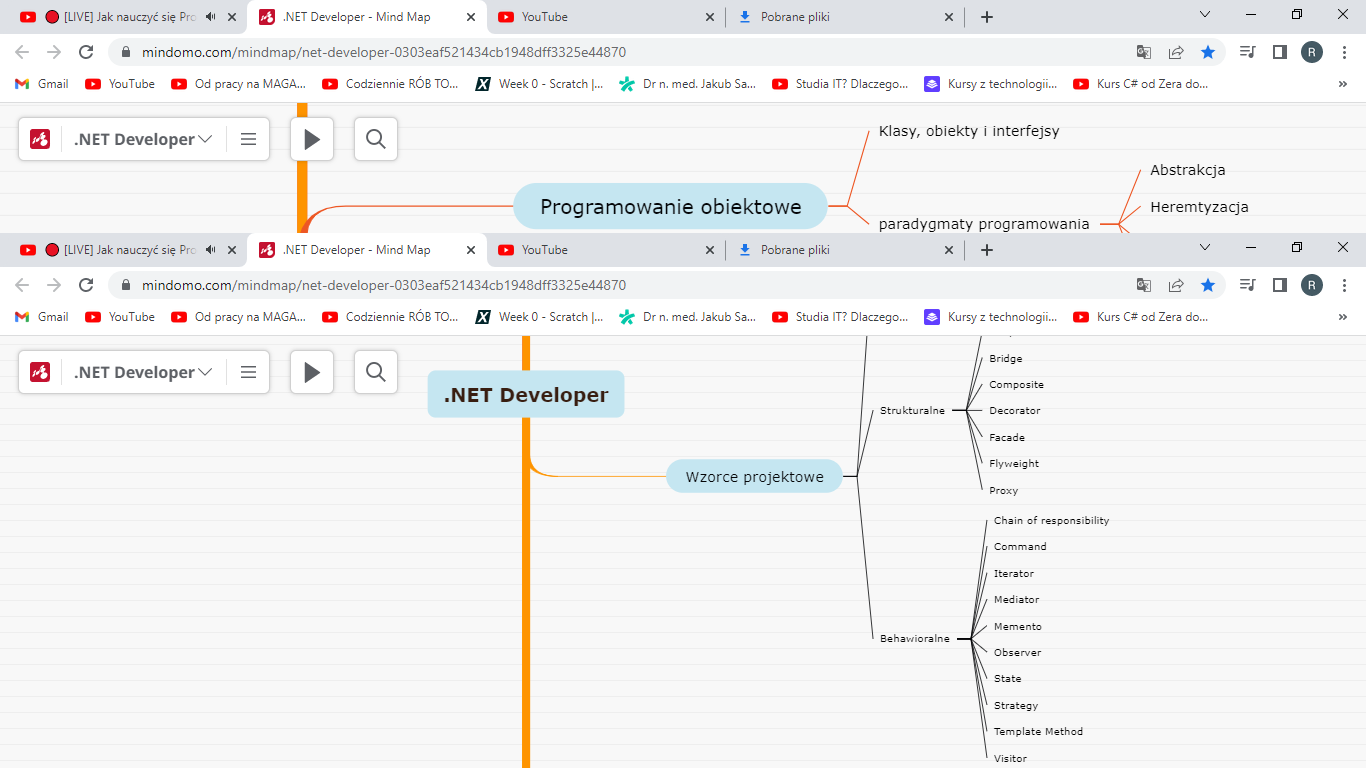 [LIVE] Jak nauczyć się Pro
.NET Developer - Mind Map
YouTube
Pobrane pliki
mindomo.com/mindmap/net-developer-0303eaf521434cb1948dff3325e44870
R
Gmail
YouTube
Od pracy na MAGA...
Codziennie RÓB TO...
Week 0 - Scratch |...
Dr n. med. Jakub Sa...
Studia IT? Dlaczego...
Kursy z technologii...
Kurs C# od Zera do...
»
.NET Developer
Klasy, obiekty i interfejsy
Abstrakcja
Programowanie obiektowe
Heremtyzacja
paradygmaty programowania
[LIVE] Jak nauczyć się Pro
.NET Developer - Mind Map
YouTube
Pobrane pliki
mindomo.com/mindmap/net-developer-0303eaf521434cb1948dff3325e44870
R
Gmail
YouTube
Od pracy na MAGA...
Codziennie RÓB TO...
Week 0 - Scratch |...
Dr n. med. Jakub Sa...
Studia IT? Dlaczego...
Kursy z technologii...
Kurs C# od Zera do...
»
.NET Developer
.NET Developer
Wzorce projektowe
Strukturalne
Bridge
Composite
Decorator
Facade
Flyweight
Proxy
Behawioralne
Chain of responsibility
Command
Iterator
Mediator
Memento
Observer
State
Strategy
Template Method
Visitor